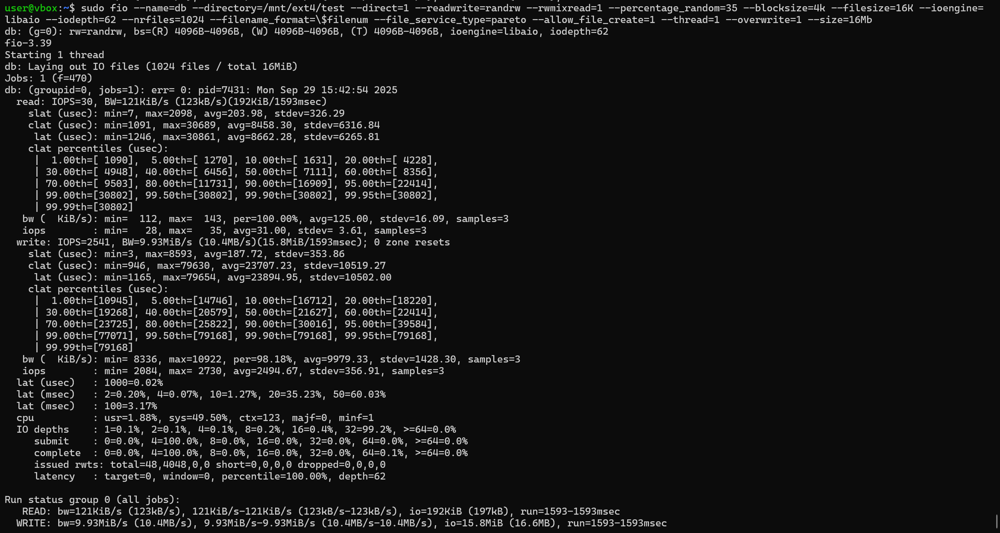 user@vbox:~$ sudo fio --name=db --directory=/mnt/ext4/test --direct=1 --readwrite=randrw --rwmixread=1 --percentage_random=35 --blocksize=4k --filesize=16K --ioengine=
libaio --iodepth=62 --nrfiles=1024 --filename_format=\$filenum --file_service_type=pareto --allow_file_create=1 --thread=1 --overwrite=1 --size=16Mb
db: (g=0): rw=randrw, bs=(R) 4096B-4096B, (W) 4096B-4096B, (T) 4096B-4096B, ioengine=libaio, iodepth=62
fio-3.39
Starting 1 thread
db: Laying out IO files (1024 files / total 16MiB)
Jobs: 1 (f=470)
db: (groupid=0, jobs=1): err= 0: pid=7431: Mon Sep 29 15:42:54 2025
  read: IOPS=30, BW=121KiB/s (123kB/s)(192KiB/1593msec)
    slat (usec): min=7, max=2098, avg=203.98, stdev=326.29
    clat (usec): min=1091, max=30689, avg=8458.30, stdev=6316.84
     lat (usec): min=1246, max=30861, avg=8662.28, stdev=6265.81
    clat percentiles (usec):
     |  1.00th=[ 1090],  5.00th=[ 1270], 10.00th=[ 1631], 20.00th=[ 4228],
     | 30.00th=[ 4948], 40.00th=[ 6456], 50.00th=[ 7111], 60.00th=[ 8356],
     | 70.00th=[ 9503], 80.00th=[11731], 90.00th=[16909], 95.00th=[22414],
     | 99.00th=[30802], 99.50th=[30802], 99.90th=[30802], 99.95th=[30802],
     | 99.99th=[30802]
   bw (  KiB/s): min=  112, max=  143, per=100.00%, avg=125.00, stdev=16.09, samples=3
   iops        : min=   28, max=   35, avg=31.00, stdev= 3.61, samples=3
  write: IOPS=2541, BW=9.93MiB/s (10.4MB/s)(15.8MiB/1593msec); 0 zone resets
    slat (usec): min=3, max=8593, avg=187.72, stdev=353.86
    clat (usec): min=946, max=79630, avg=23707.23, stdev=10519.27
     lat (usec): min=1165, max=79654, avg=23894.95, stdev=10502.00
    clat percentiles (usec):
     |  1.00th=[10945],  5.00th=[14746], 10.00th=[16712], 20.00th=[18220],
     | 30.00th=[19268], 40.00th=[20579], 50.00th=[21627], 60.00th=[22414],
     | 70.00th=[23725], 80.00th=[25822], 90.00th=[30016], 95.00th=[39584],
     | 99.00th=[77071], 99.50th=[79168], 99.90th=[79168], 99.95th=[79168],
     | 99.99th=[79168]
   bw (  KiB/s): min= 8336, max=10922, per=98.18%, avg=9979.33, stdev=1428.30, samples=3
   iops        : min= 2084, max= 2730, avg=2494.67, stdev=356.91, samples=3
  lat (usec)   : 1000=0.02%
  lat (msec)   : 2=0.20%, 4=0.07%, 10=1.27%, 20=35.23%, 50=60.03%
  lat (msec)   : 100=3.17%
  cpu          : usr=1.88%, sys=49.50%, ctx=123, majf=0, minf=1
  IO depths    : 1=0.1%, 2=0.1%, 4=0.1%, 8=0.2%, 16=0.4%, 32=99.2%, >=64=0.0%
     submit    : 0=0.0%, 4=100.0%, 8=0.0%, 16=0.0%, 32=0.0%, 64=0.0%, >=64=0.0%
     complete  : 0=0.0%, 4=100.0%, 8=0.0%, 16=0.0%, 32=0.0%, 64=0.1%, >=64=0.0%
     issued rwts: total=48,4048,0,0 short=0,0,0,0 dropped=0,0,0,0
     latency   : target=0, window=0, percentile=100.00%, depth=62

Run status group 0 (all jobs):
   READ: bw=121KiB/s (123kB/s), 121KiB/s-121KiB/s (123kB/s-123kB/s), io=192KiB (197kB), run=1593-1593msec
  WRITE: bw=9.93MiB/s (10.4MB/s), 9.93MiB/s-9.93MiB/s (10.4MB/s-10.4MB/s), io=15.8MiB (16.6MB), run=1593-1593msec